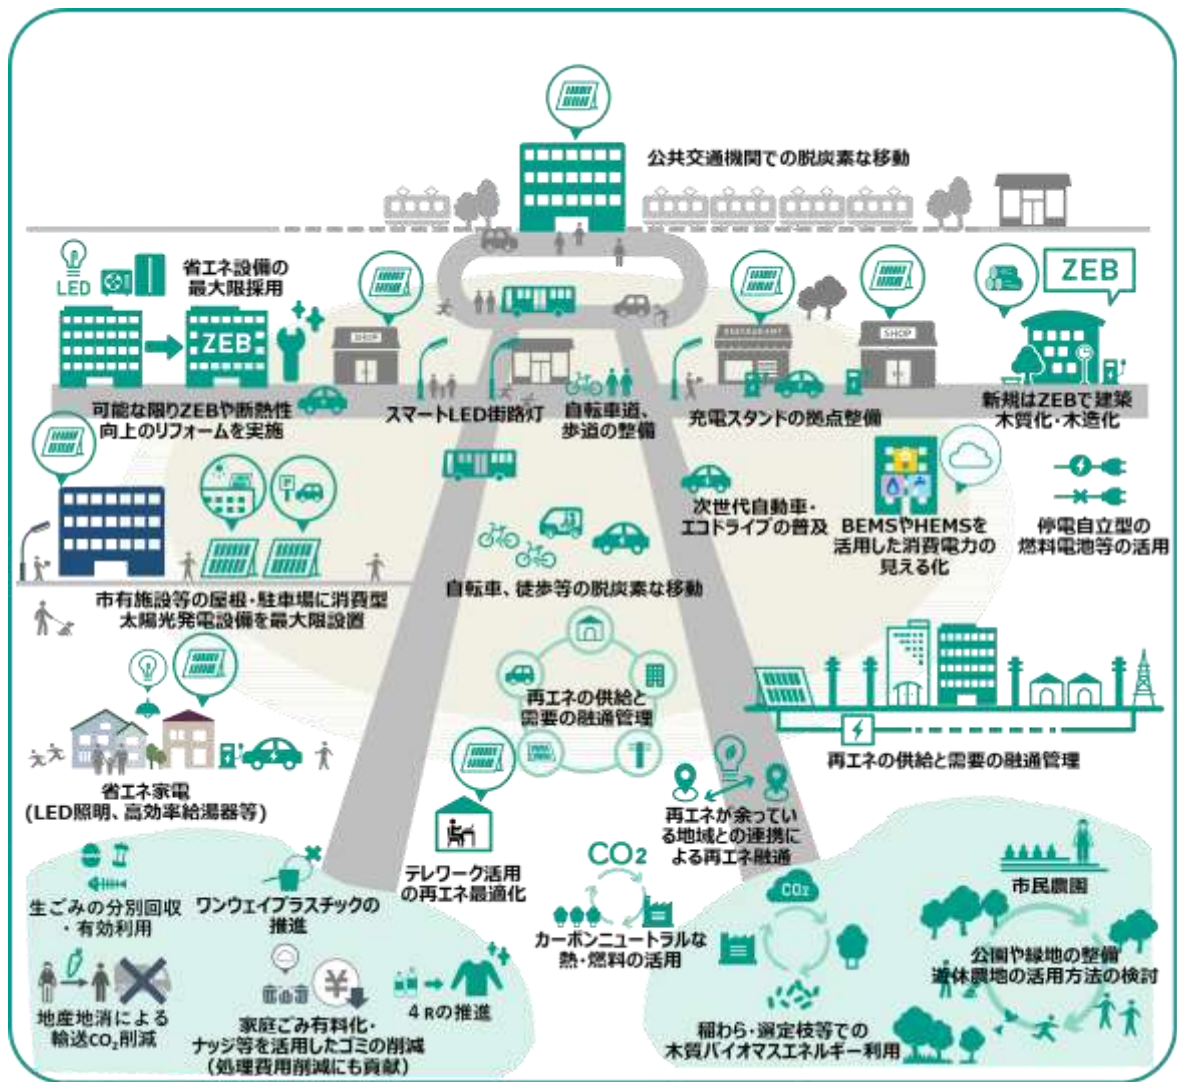 公共交通機関での脱炭素な移動
LED
省エネ設備の
最大限採用
ZEB
SHOP
RESTAURANT
SHOP
ZEB
可能な限りZEBや断熱性
向上のリフォームを実施
スマートLED街路灯
自転車道、
歩道の整備
充電スタンドの拠点整備
新規はZEBで建築
木質化・木造化
P
次世代自動車・
エコドライブの普及
BEMSやHEMSを
活用した消費電力の
見える化
停電自立型の
燃料電池等の活用
市有施設等の屋根・駐車場に消費型
太陽光発電設備を最大限設置
自転車、徒歩等の脱炭素な移動
再エネの供給と
需要の融通管理
再エネの供給と需要の融通管理
省エネ家電
(LED照明、高効率給湯器等)
テレワーク活用
の再エネ最適化
再エネが余ってい
る地域との連携に
よる再エネ融通
生ごみの分別回収
・有効利用
ワンウェイプラスチックの
推進
CO2
カーボンニュートラルな
熱・燃料の活用
CO2
市民農園
公園や緑地の整備
遊休農地の活用方法の検討
地産地消による
輸送CO₂削減
¥
家庭ごみ有料化・
ナッジ等を活用したゴミの削減
(処理費用削減にも貢献)
4Rの推進
稲わら・選定枝等での
木質バイオマスエネルギー利用